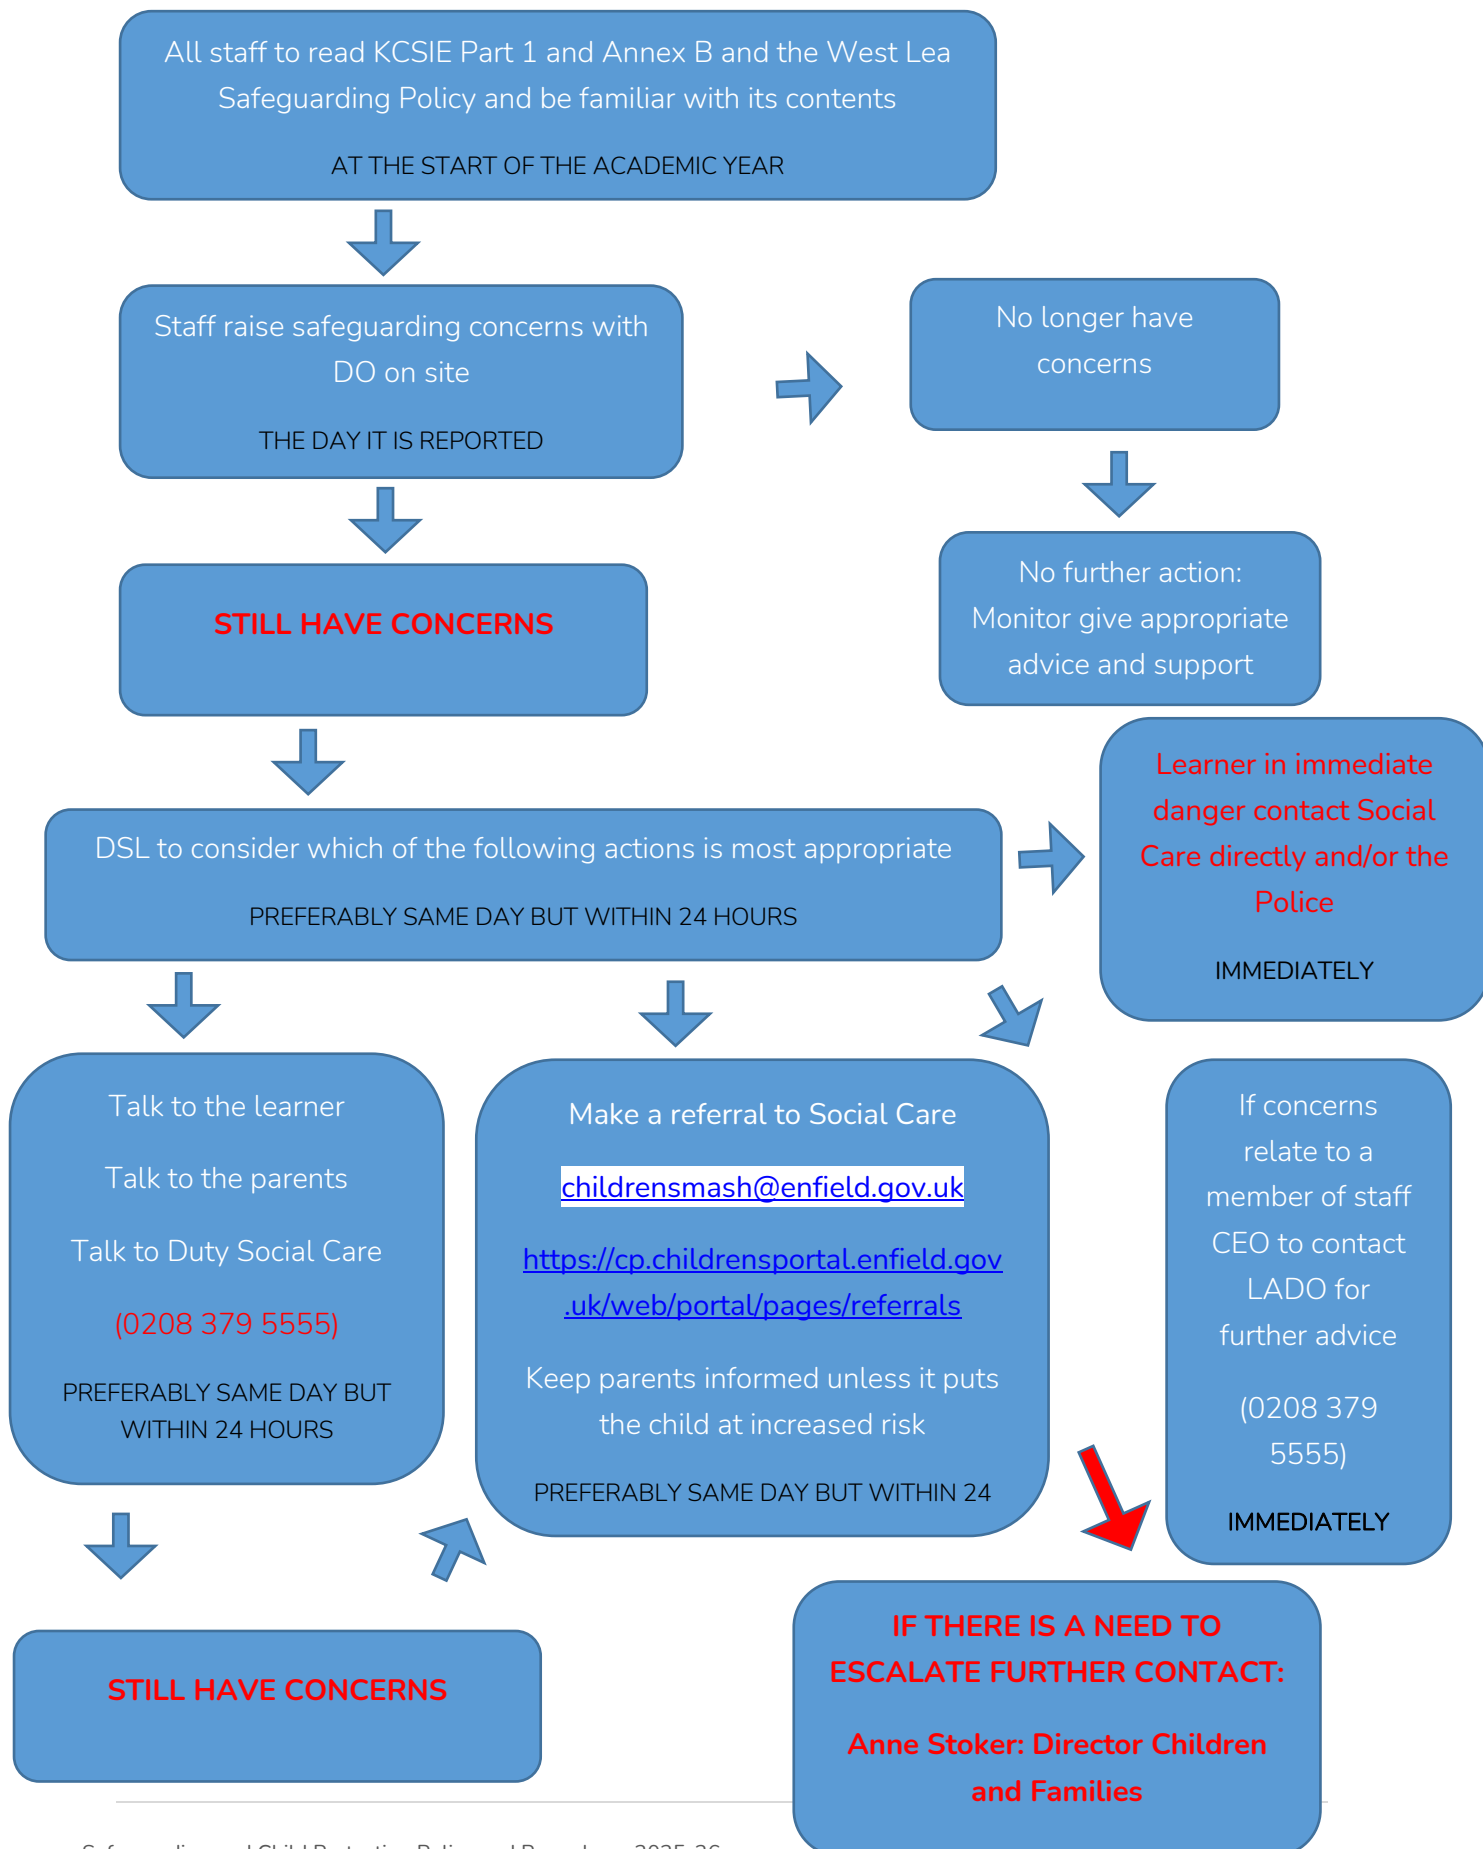 All staff to read KCSIE Part 1 and Annex B and the West Lea
Safeguarding Policy and be familiar with its contents
AT THE START OF THE ACADEMIC YEAR
Staff raise safeguarding concerns with
DO on site
THE DAY IT IS REPORTED
No longer have
concerns
STILL HAVE CONCERNS
No further action:
Monitor give appropriate
advice and support
DSL to consider which of the following actions is most appropriate
PREFERABLY SAME DAY BUT WITHIN 24 HOURS
Learner in immediate
danger contact Social
Care directly and/or the
Police
IMMEDIATELY
Talk to the learner
Talk to the parents
Talk to Duty Social Care
(0208 379 5555)
PREFERABLY SAME DAY BUT
WITHIN 24 HOURS
Make a referral to Social Care
childrensmash@enfield.gov.uk
https://cp.childrensportal.enfield.gov
.uk/web/portal/pages/referrals
Keep parents informed unless it puts
the child at increased risk
PREFERABLY SAME DAY BUT WITHIN 24
If concerns
relate to a
member of staff
CEO to contact
LADO for
further advice
(0208 379
5555)
IMMEDIATELY
STILL HAVE CONCERNS
IF THERE IS A NEED TO
ESCALATE FURTHER CONTACT:
Anne Stoker: Director Children
and Families